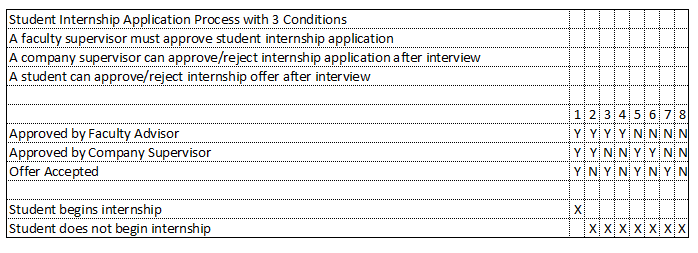 Student Internship Application Process with 3 Conditions
A faculty supervisor must approve student internship application
A company supervisor can approve/reject internship application after interview
A student can approve/reject internship offer after interview
1 2 3 4 5 6 7 8
Approved by Faculty Advisor Y Y Y Y N N N N
Approved by Company Supervisor Y Y N N Y Y N N
Offer Accepted Y N Y N Y N Y N
Student begins internship X
Student does not begin internship X X X X X X X